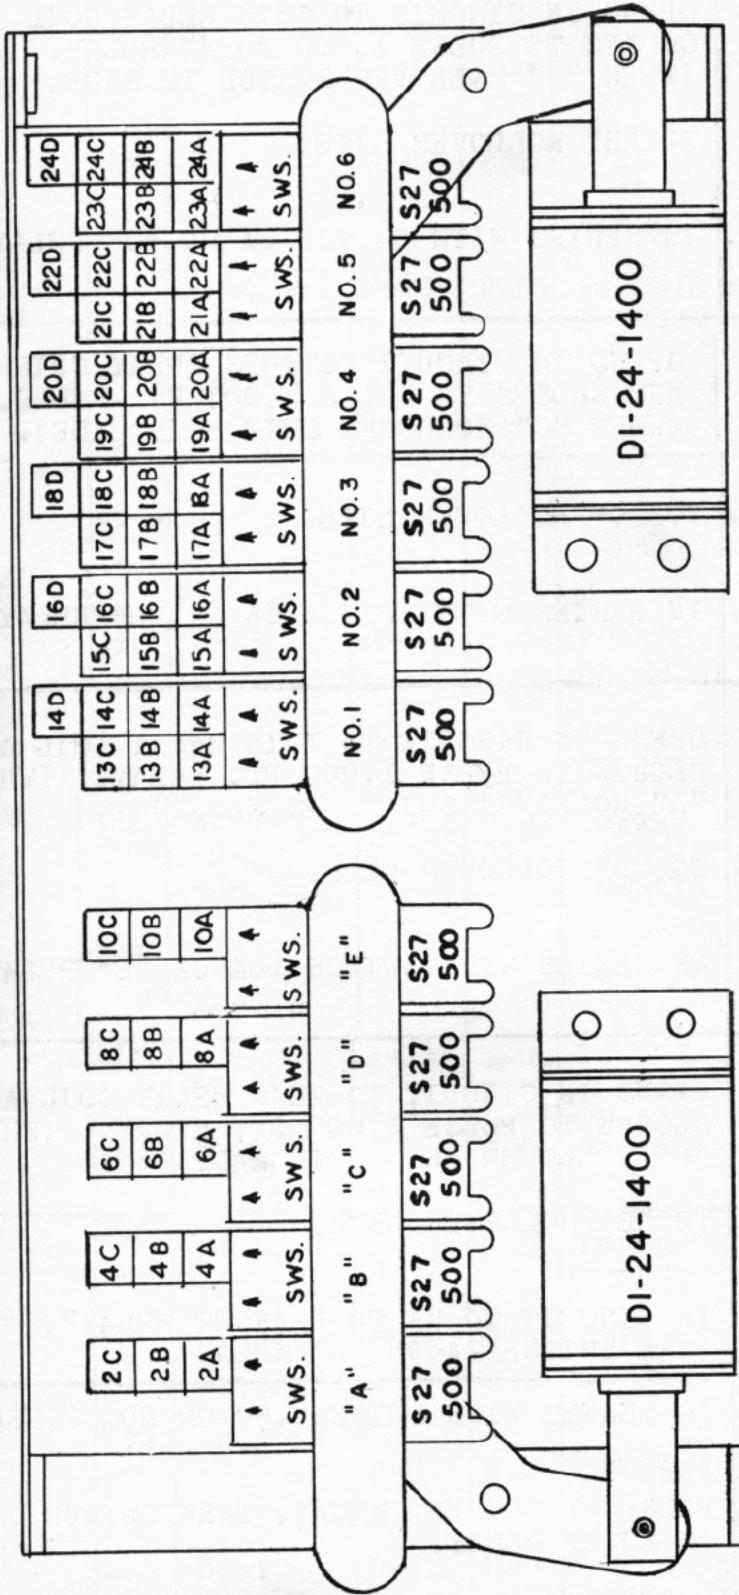 14D 16D 18D 20D 22D 24D
2C 4C 6C 8C 10C 13C 14C 15C 16C 17C 18C 19C 20C 21C 22C 23C 24C
2B 4B 6B 8B 10B 13B 14B 15B 16B 17B 18B 19B 20B 21B 22B 23B 24B
2A 4A 6A 8A 10A 13A 14A 15A 16A 17A 18A 19A 20A 21A 22A 23A 24A
SWS. SWS. SWS. SWS. SWS. SWS. SWS. SWS. SWS. SWS. SWS.
"A" "B" "C" "D" "E" NO.1 NO.2 NO.3 NO.4 NO.5 NO.6
S27 S27 S27 S27 S27 S27 S27 S27 S27 S27 S27
500 500 500 500 500 500 500 500 500 500 500
D1-24-1400 D1-24-1400